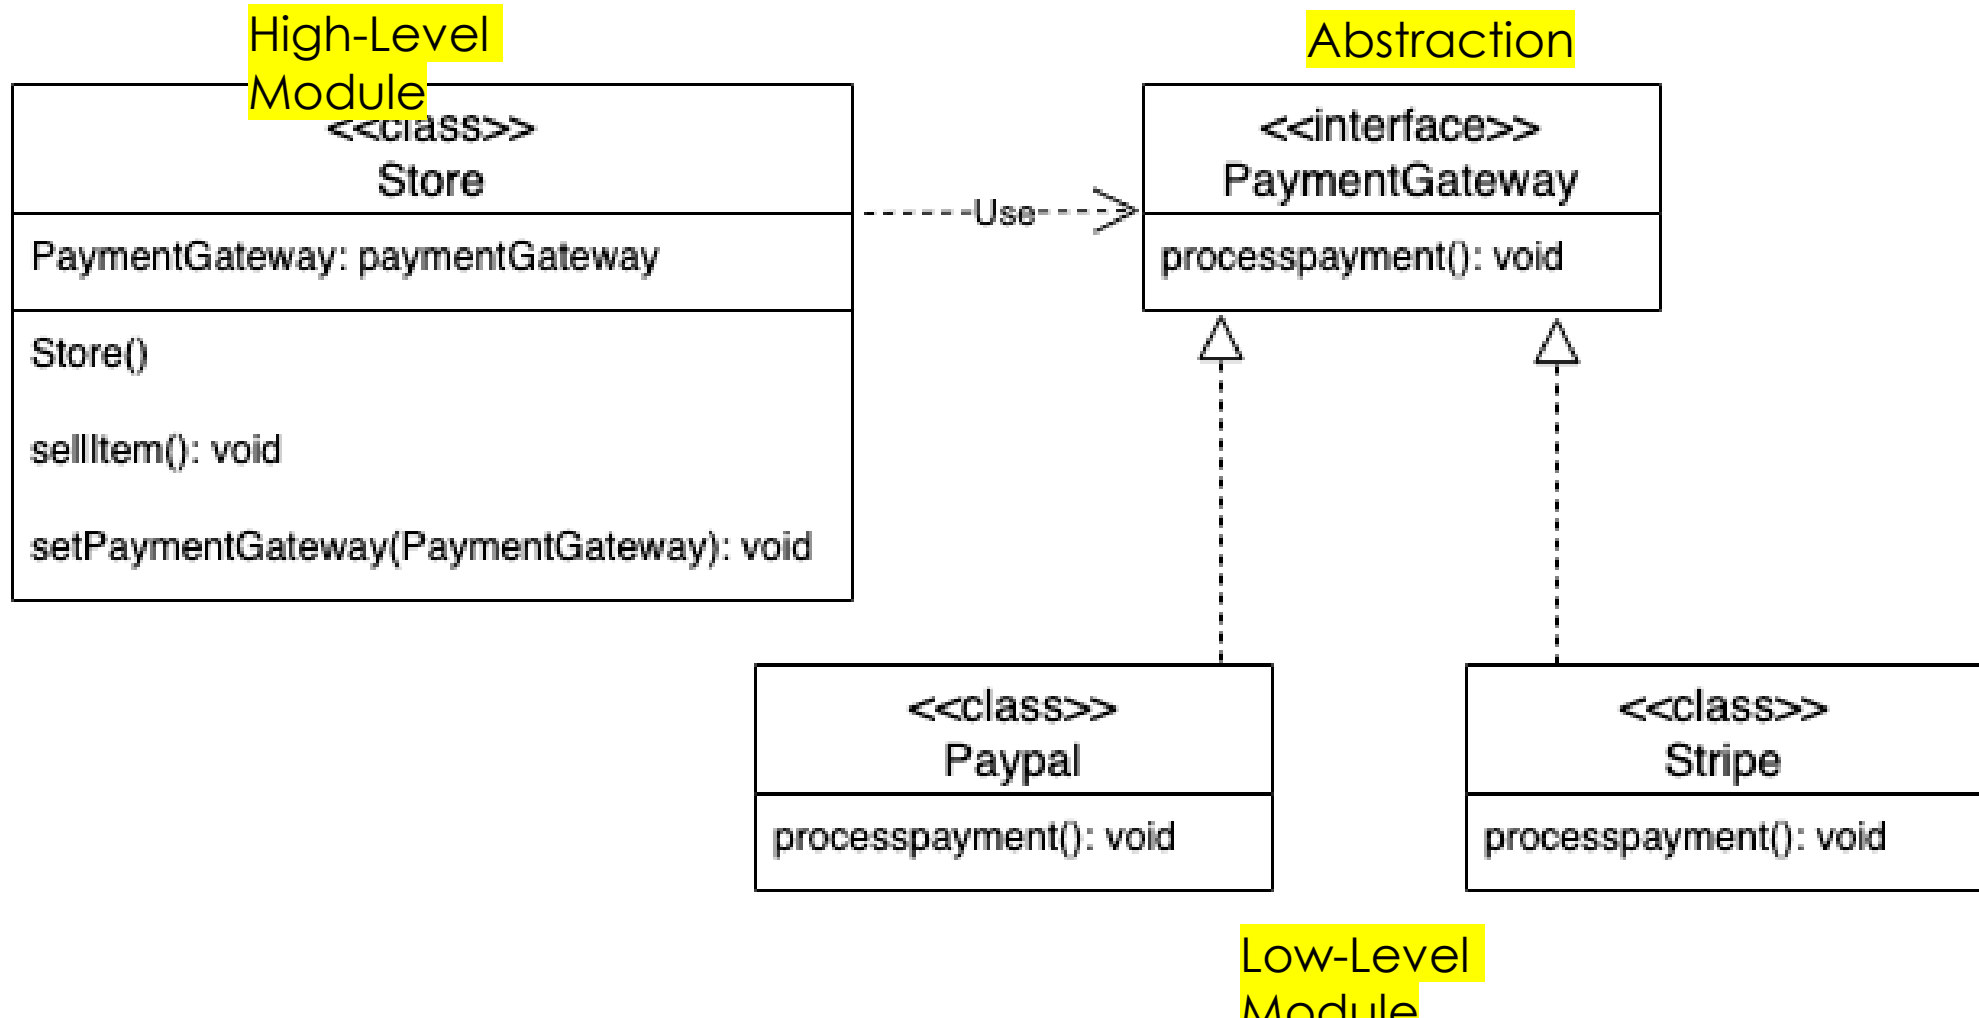 High-Level
Module
<<class>>
Store
PaymentGateway: paymentGateway
Store()
sellItem(): void
setPaymentGateway(PaymentGateway): void
Use
Abstraction
<<interface>>
PaymentGateway
processpayment(): void
<<class>>
Paypal
processpayment(): void
<<class>>
Stripe
processpayment(): void
Low-Level
Module